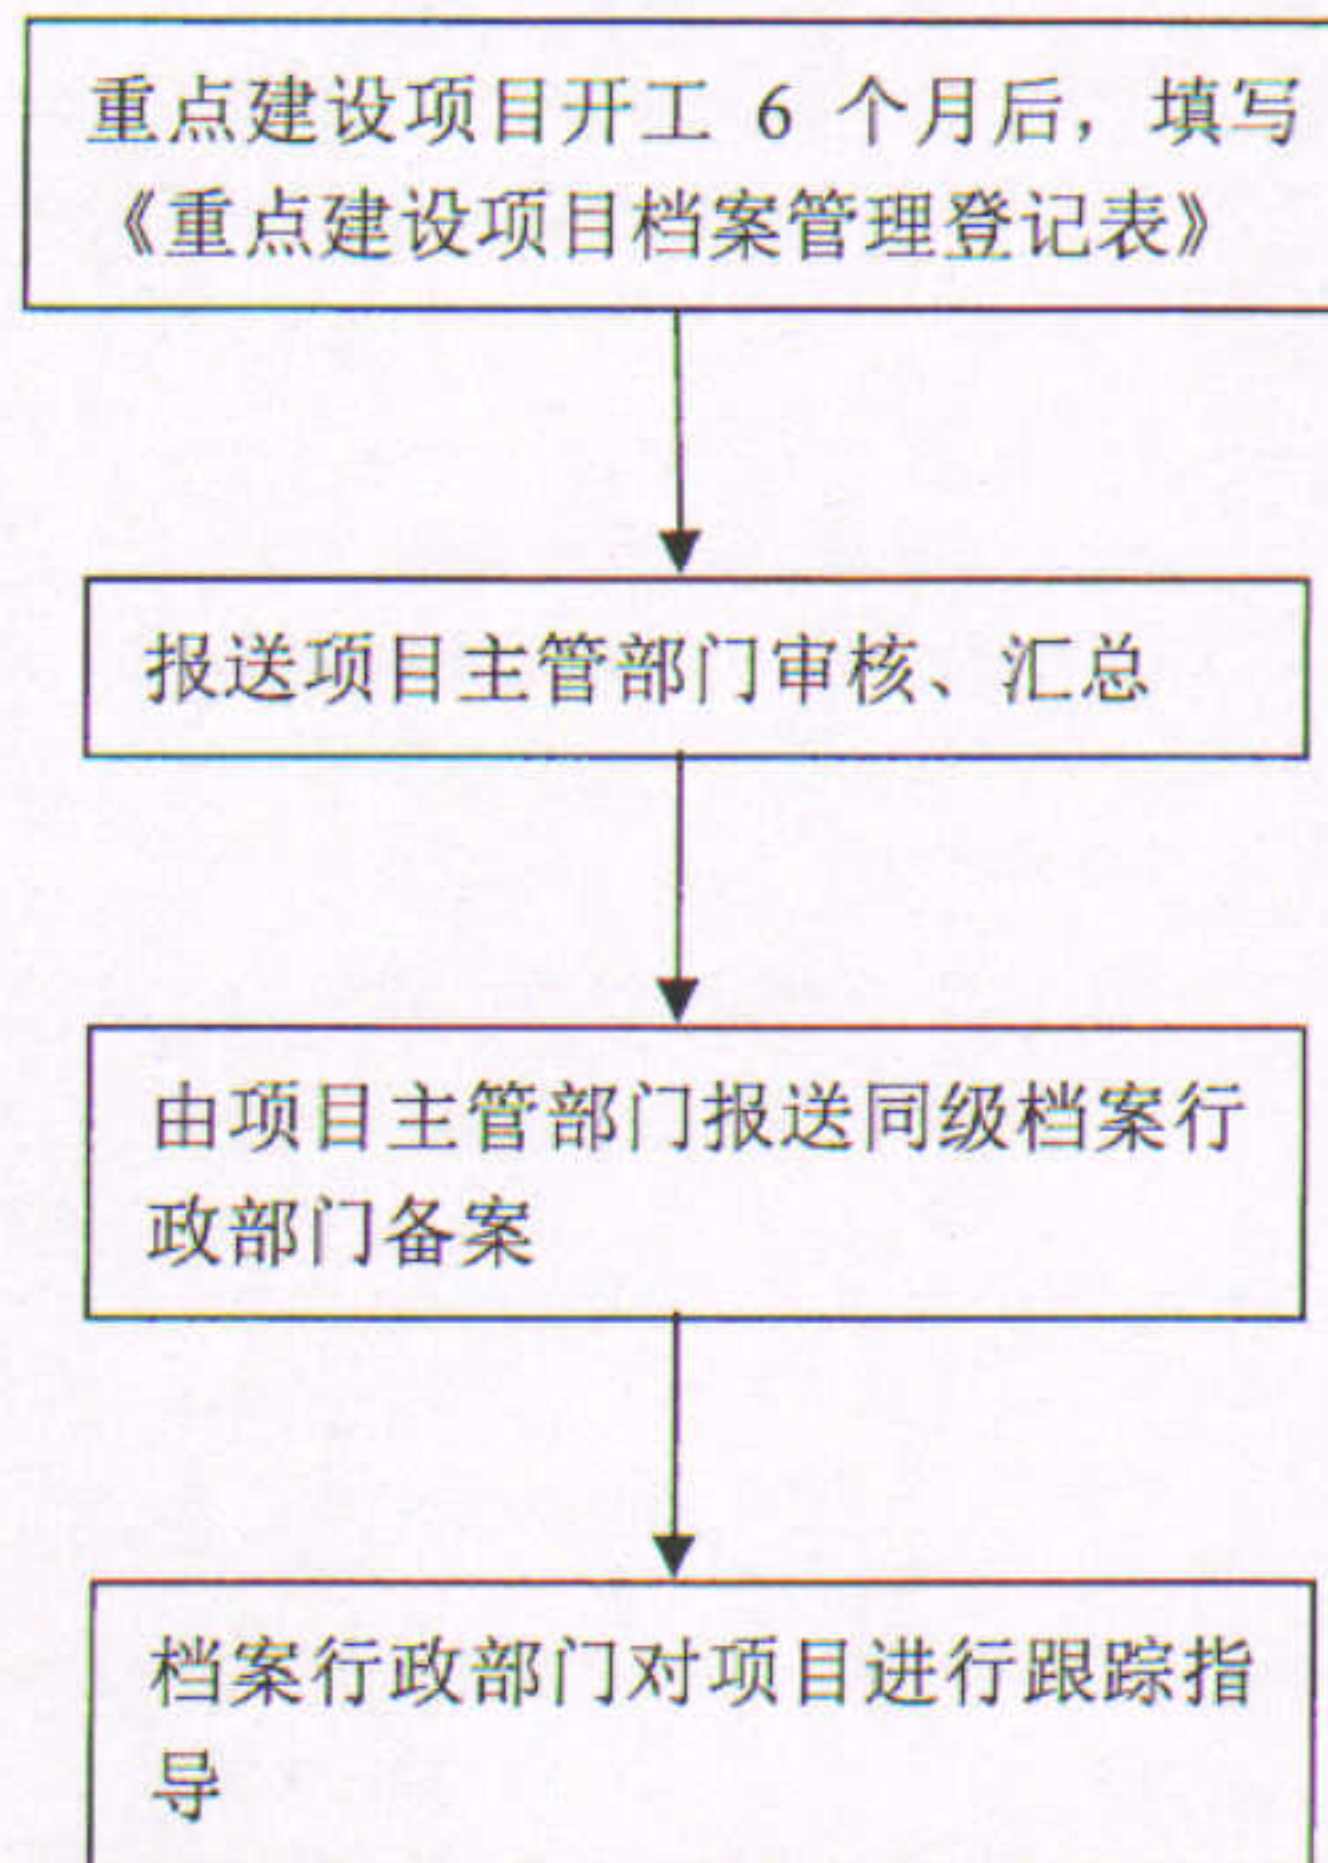 重点建设项目开工 6 个月后，填写
《重点建设项目档案管理登记表》
报送项目主管部门审核、汇总
由项目主管部门报送同级档案行
政部门备案
档案行政部门对项目进行跟踪指
导